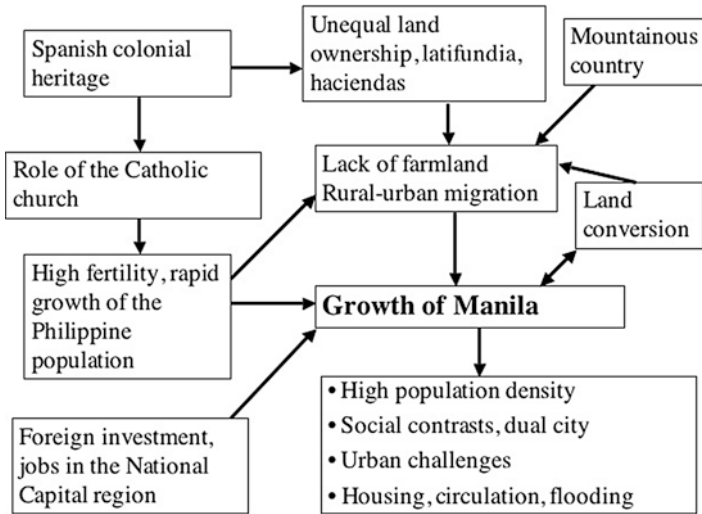 Spanish colonial
heritage
Unequal land
ownership, latifundia,
haciendas
Mountainous
country
Role of the Catholic
church
Lack of farmland
Rural-urban migration
Land
conversion
High fertility, rapid
growth of the
Philippine
population
Growth of Manila
Foreign investment,
jobs in the National
Capital region
• High population density
• Social contrasts, dual city
• Urban challenges
• Housing, circulation, flooding